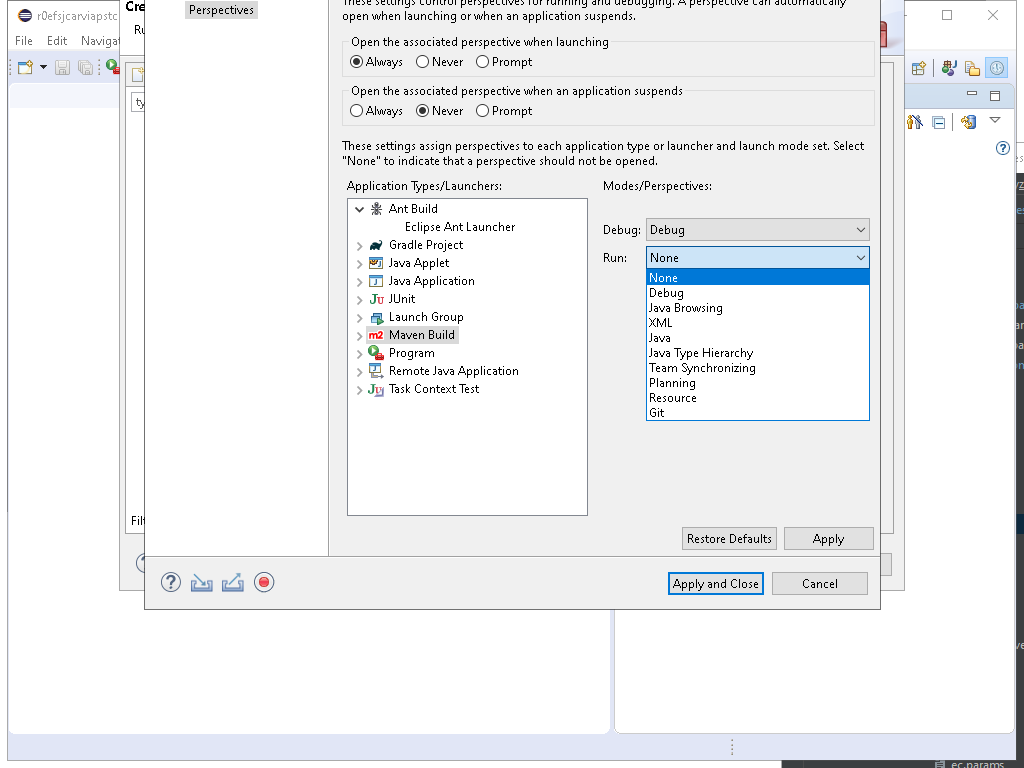 r0efsjcarviapstc
Cre
Perspectives
These settings control perspectives for running and debugging. A perspective can automatically
open when launching or when an application suspends.
File Edit Navigat
Ru
Open the associated perspective when launching
Always Never Prompt
Open the associated perspective when an application suspends
Always Never Prompt
ty
These settings assign perspectives to each application type or launcher and launch mode set. Select
"None" to indicate that a perspective should not be opened.
Application Types/Launchers:
Modes/Perspectives:
Ant Build
Eclipse Ant Launcher
Gradle Project
Java Applet
Java Application
JUnit
Launch Group
Maven Build
Program
Remote Java Application
Task Context Test
Debug: Debug
Run: None
None
Debug
Java Browsing
XML
Java
Java Type Hierarchy
Team Synchronizing
Planning
Resource
Git
Filt
Restore Defaults
Apply
Apply and Close
Cancel
ec.params